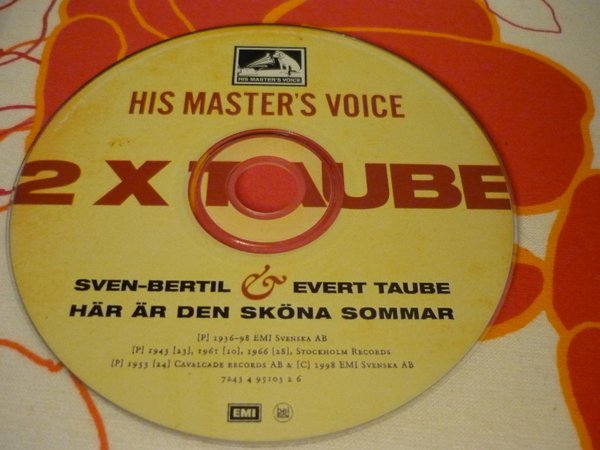 HIS MASTER'S VOICE
HIS MASTER'S VOICE
2 X TAUBE
SVEN-BERTIL & EVERT TAUBE
HÄR ÄR DEN SKÖNA SOMMAR
[P] 1936–98 EMI SVENSKA AB
[P] 1943 [23], 1961 [10], 1966 [28], STOCKHOLM RECORDS
[P] 1953 [24] CAVALCADE RECORDS AB & [C] 1998 EMI SVENSKA AB
7243 4 95103 2 6
EMI